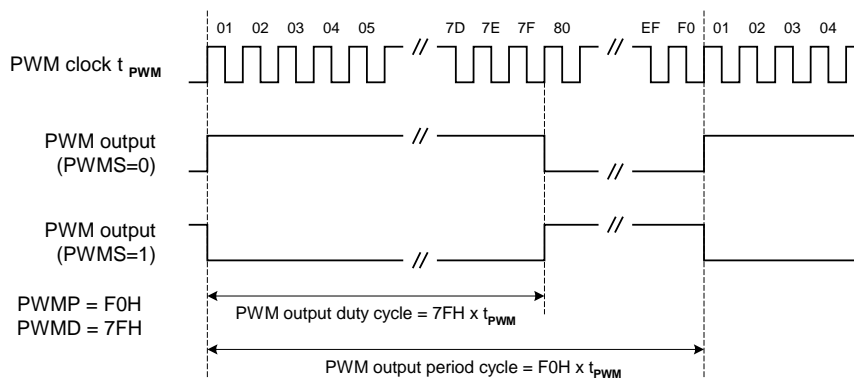 01 02 03 04 05 7D 7E 7F 80 EF F0 01 02 03 04
PWM clock t PWM
PWM output
(PWMS=0)
PWM output
(PWMS=1)
PWMP = F0H
PWMD = 7FH
PWM output duty cycle = 7FH x tPWM
PWM output period cycle = F0H x tPWM